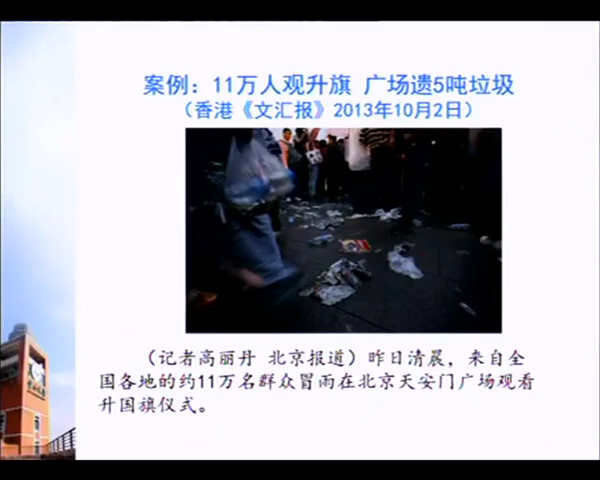 案例：11万人观升旗 广场遗5吨垃圾
（香港《文汇报》2013年10月2日）
（记者高丽丹 北京报道）昨日清晨，来自全
国各地的约11万名群众冒雨在北京天安门广场观看
升国旗仪式。